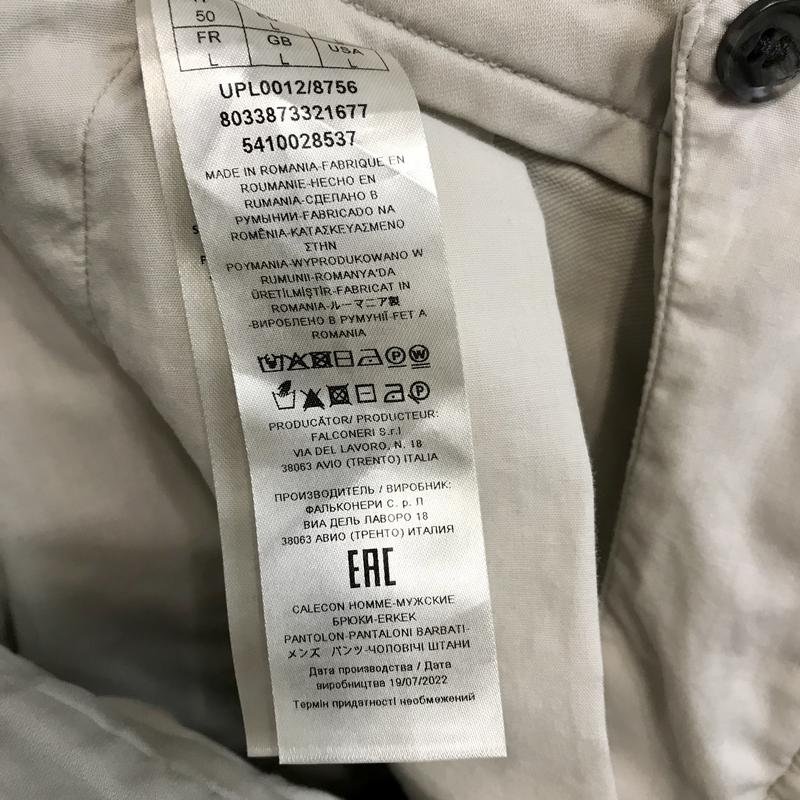 50 L
FR GB USA
L L L
UPL0012/8756
8033873321677
5410028537
MADE IN ROMANIA-FABRIQUE EN
ROUMANIE-HECHO EN
RUMANIA-СДЕЛАНО В
РУМЫНИИ-FABRICADO NA
ROMÊNIA-ΚΑΤΑΣΚΕΥΑΣΜΕΝΟ
ΣΤΗΝ
ΡΟΥΜΑΝΙΑ-WYPRODUKOWANO W
RUMUNII-ROMANYA'DA
ÜRETİLMİŞTİR-FABRICAT IN
ROMANIA-ルーマニア製
-ВИРОБЛЕНО В РУМУНІЇ-FET A
ROMANIA
PRODUCĂTOR/ PRODUCTEUR:
FALCONERI S.r.l
VIA DEL LAVORO, N. 18
38063 AVIO (TRENTO) ITALIA
ПРОИЗВОДИТЕЛЬ / ВИРОБНИК:
ФАЛЬКОНЕРИ С. р. Л
ВИА ДЕЛЬ ЛАВОРО 18
38063 АВИО (ТРЕНТО) ИТАЛИЯ
EAC
CALECON HOMME-МУЖСКИЕ
БРЮКИ-ERKEK
PANTOLON-PANTALONI BARBATI-
メンズ パンツ-ЧОЛОВІЧІ ШТАНИ
Дата производства / Дата
виробництва 19/07/2022
Термін придатності необмежений